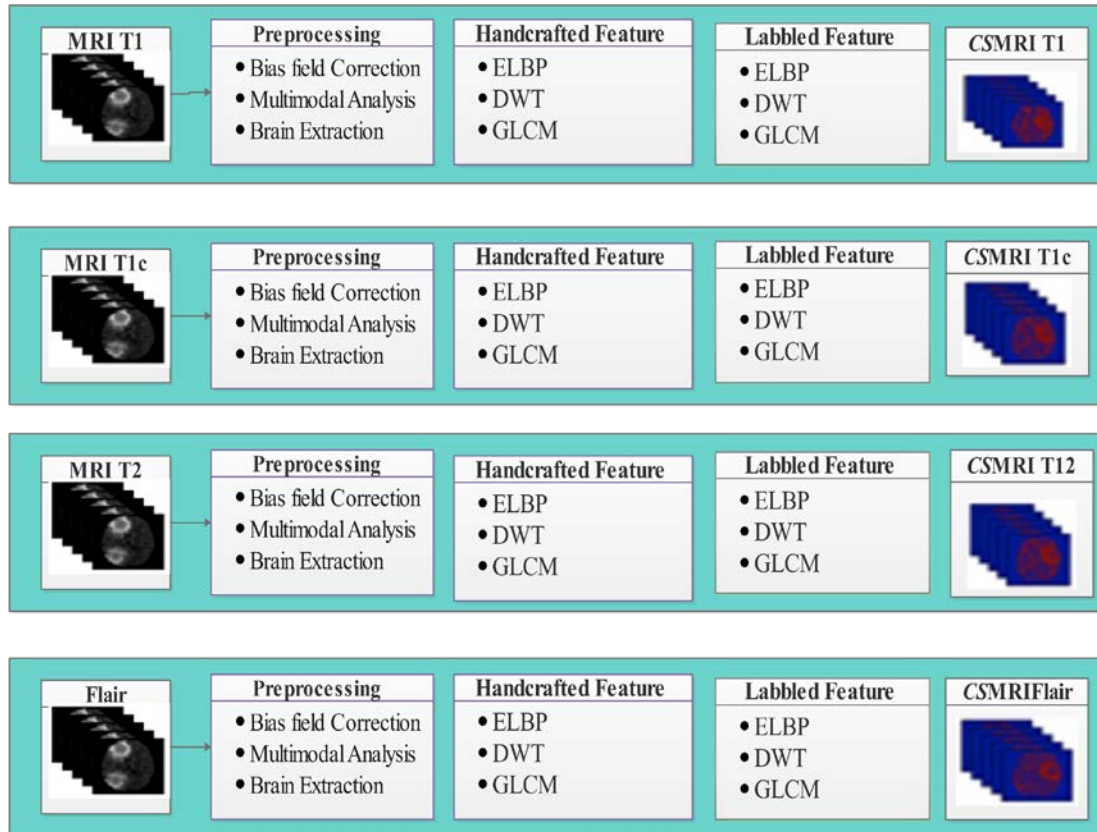 MRI T1
Preprocessing
• Bias field Correction
• Multimodal Analysis
• Brain Extraction
Handcrafted Feature
• ELBP
• DWT
• GLCM
Labbled Feature
• ELBP
• DWT
• GLCM
CSMRI T1
MRI T1c
Preprocessing
• Bias field Correction
• Multimodal Analysis
• Brain Extraction
Handcrafted Feature
• ELBP
• DWT
• GLCM
Labbled Feature
• ELBP
• DWT
• GLCM
CSMRI T1c
MRI T2
Preprocessing
• Bias field Correction
• Multimodal Analysis
• Brain Extraction
Handcrafted Feature
• ELBP
• DWT
• GLCM
Labbled Feature
• ELBP
• DWT
• GLCM
CSMRI T12
Flair
Preprocessing
• Bias field Correction
• Multimodal Analysis
• Brain Extraction
Handcrafted Feature
• ELBP
• DWT
• GLCM
Labbled Feature
• ELBP
• DWT
• GLCM
CSMRIFlair